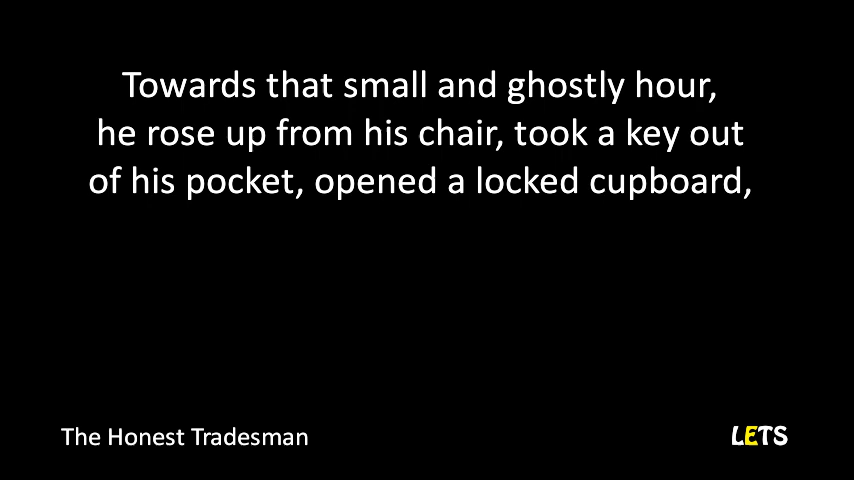 Towards that small and ghostly hour,
he rose up from his chair, took a key out
of his pocket, opened a locked cupboard,
The Honest Tradesman
LETS